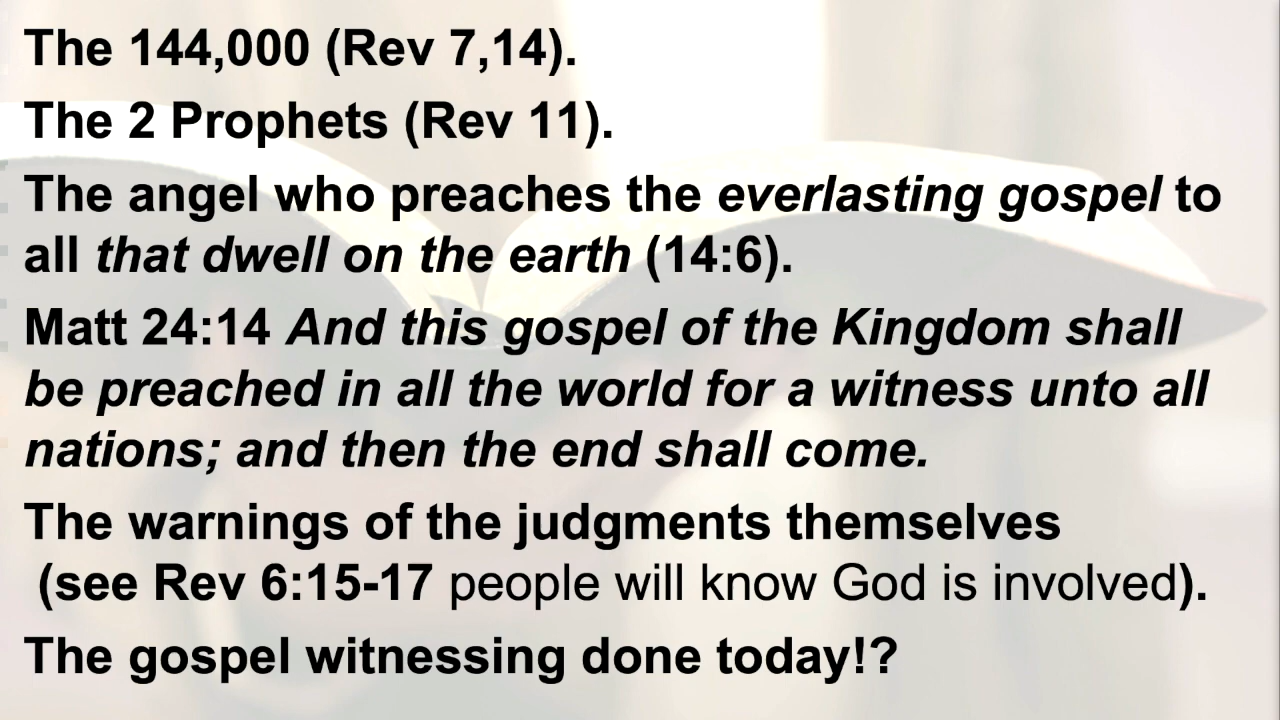 The 144,000 (Rev 7,14).
The 2 Prophets (Rev 11).
The angel who preaches the everlasting gospel to
all that dwell on the earth (14:6).
Matt 24:14 And this gospel of the Kingdom shall
be preached in all the world for a witness unto all
nations; and then the end shall come.
The warnings of the judgments themselves
(see Rev 6:15-17 people will know God is involved).
The gospel witnessing done today!?